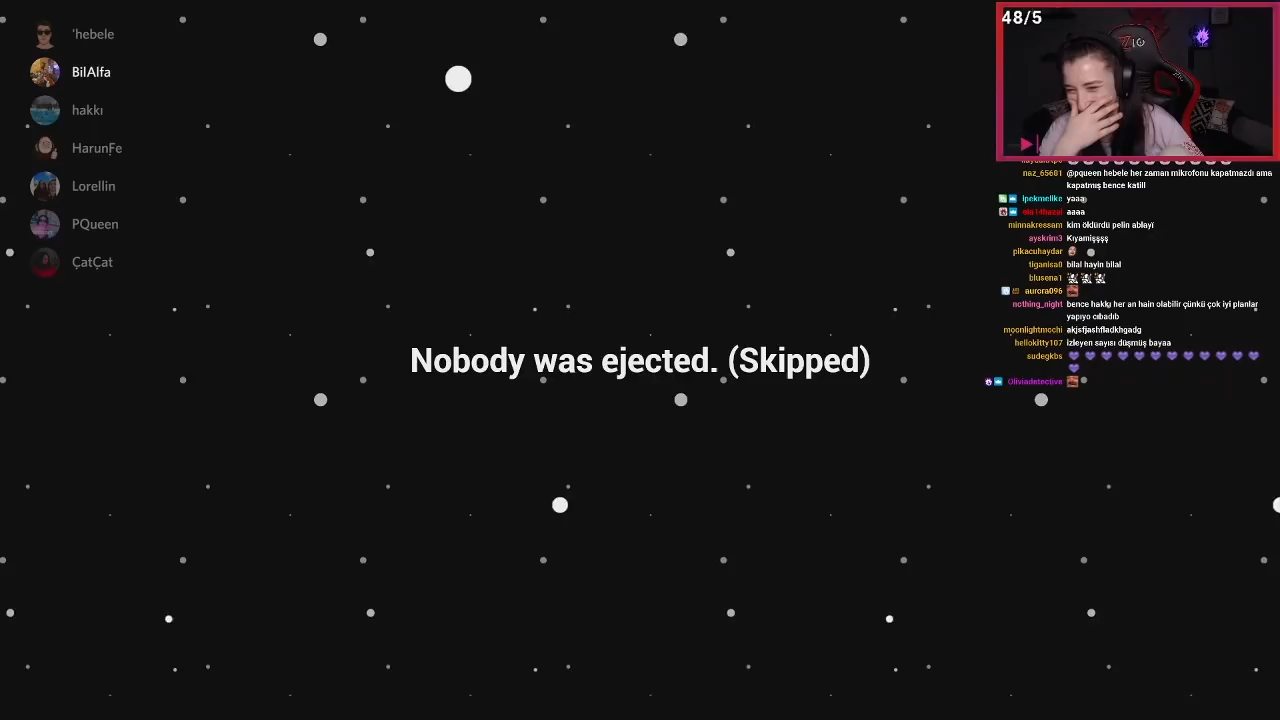 'hebele
BilAlfa
hakkı
HarunFe
Lorellin
PQueen
ÇatÇat
Nobody was ejected. (Skipped)
48/5
naz_65681 @pqueen hebele her zaman mikrofonu kapatmazdı ama
kapatmış bence katill
Ipekmelike yaaa
aaaa
minnakressam kim öldürdü pelin ablayı
ayskrim3 Kıyamişşşş
pikacuhaydar
tiganisa0 bilal hayin bilal
blusena1
aurora096
nothing_night bence hakkı her an hain olabilir çünkü çok iyi planlar
yapıyo cıbadıb
moonlightmochi akjsfjashfladkhgadg
hellokitty107 izleyen sayısı düşmüş bayaa
sudegkbs
Oliviadetective